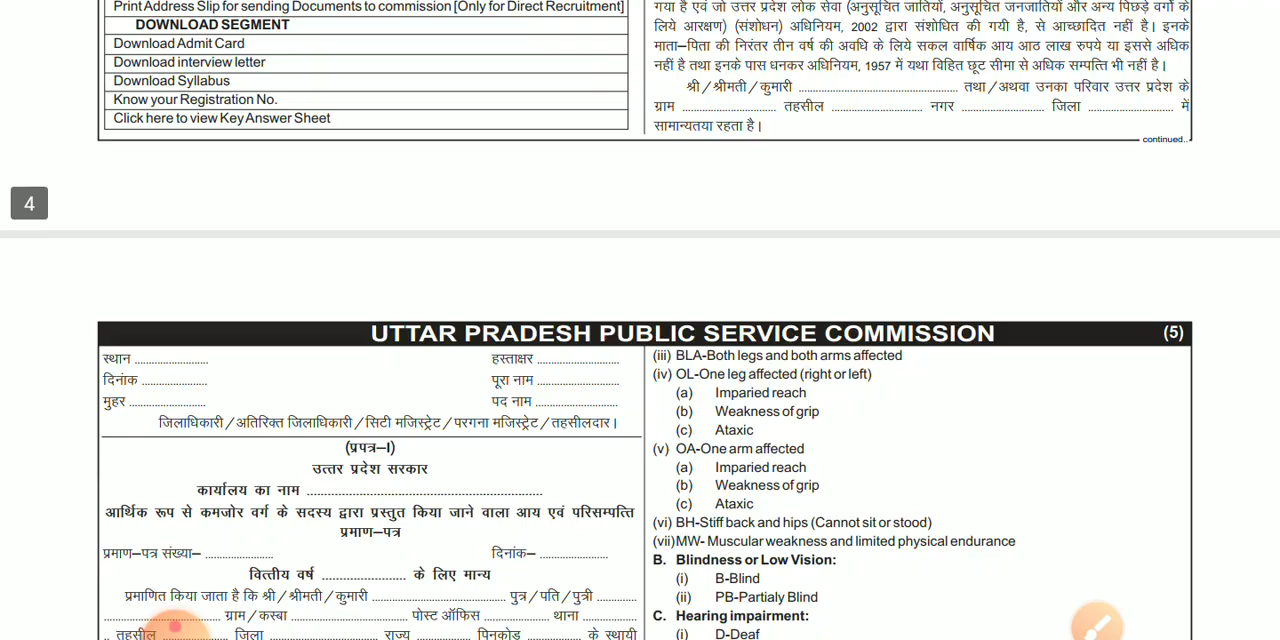 Print Address Slip for sending Documents to commission [Only for Direct Recruitment]
DOWNLOAD SEGMENT
Download Admit Card
Download interview letter
Download Syllabus
Know your Registration No.
Click here to view Key Answer Sheet
गया है एवं जो उत्तर प्रदेश लोक सेवा (अनुसूचित जातियों, अनुसूचित जनजातियों और अन्य पिछड़े वर्गों के
लिये आरक्षण) (संशोधन) अधिनियम, 2002 द्वारा संशोधित की गयी है, से आच्छादित नहीं है। इनके
माता–पिता की निरंतर तीन वर्ष की अवधि के लिये सकल वार्षिक आय आठ लाख रुपये या इससे अधिक
नहीं है तथा इनके पास धनकर अधिनियम, 1957 में यथा विहित छूट सीमा से अधिक सम्पत्ति भी नहीं है।
श्री/श्रीमती/कुमारी ........................................ तथा/अथवा उनका परिवार उत्तर प्रदेश के
ग्राम ........................ तहसील ........................ नगर ..................... जिला ...................... में
सामान्यतया रहता है।
continued..
4
UTTAR PRADESH PUBLIC SERVICE COMMISSION (5)
स्थान ........................ हस्ताक्षर ...........................
दिनांक ..................... पूरा नाम ...........................
मुहर ......................... पद नाम ...........................
जिलाधिकारी/अतिरिक्त जिलाधिकारी/सिटी मजिस्ट्रेट/परगना मजिस्ट्रेट/तहसीलदार।
(प्रपत्र–I)
उत्तर प्रदेश सरकार
कार्यालय का नाम ............................................................
आर्थिक रूप से कमजोर वर्ग के सदस्य द्वारा प्रस्तुत किया जाने वाला आय एवं परिसम्पत्ति
प्रमाण–पत्र
प्रमाण–पत्र संख्या– ...................... दिनांक– ......................
वित्तीय वर्ष ...................... के लिए मान्य
प्रमाणित किया जाता है कि श्री/श्रीमती/कुमारी ........................................ पुत्र/पति/पुत्री .............
..................................... ग्राम/कस्बा .............................. पोस्ट ऑफिस ................ थाना ................
.. तहसील ................ जिला .............................. राज्य ................ पिनकोड ................ के स्थायी
(iii) BLA-Both legs and both arms affected
(iv) OL-One leg affected (right or left)
(a) Imparied reach
(b) Weakness of grip
(c) Ataxic
(v) OA-One arm affected
(a) Imparied reach
(b) Weakness of grip
(c) Ataxic
(vi) BH-Stiff back and hips (Cannot sit or stood)
(vii)MW- Muscular weakness and limited physical endurance
B. Blindness or Low Vision:
(i) B-Blind
(ii) PB-Partialy Blind
C. Hearing impairment:
(i) D-Deaf